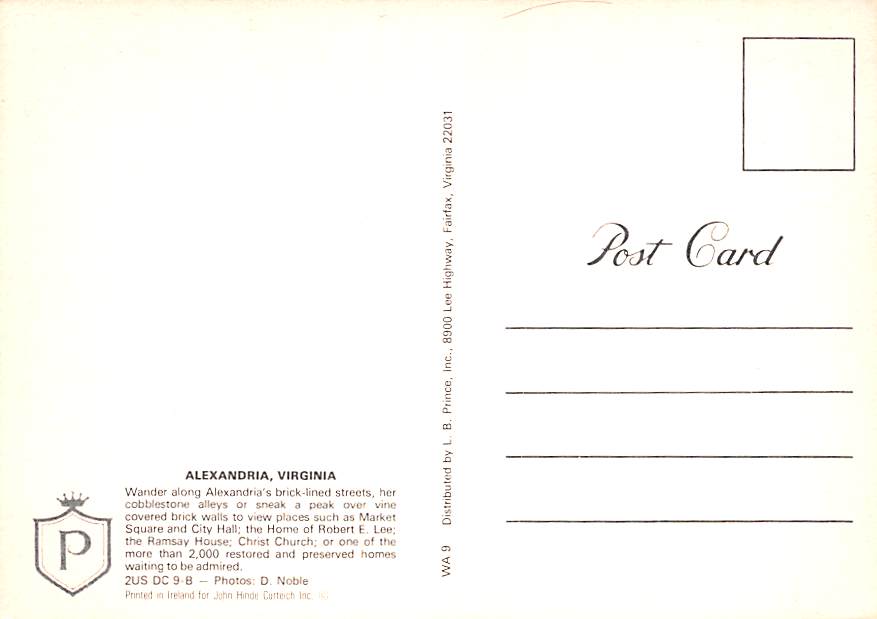 ALEXANDRIA, VIRGINIA
Wander along Alexandria's brick-lined streets, her
cobblestone alleys or sneak a peak over vine
covered brick walls to view places such as Market
Square and City Hall; the Home of Robert E. Lee;
the Ramsay House; Christ Church; or one of the
more than 2,000 restored and preserved homes
waiting to be admired.
2US DC 9-B — Photos: D. Noble
Printed in Ireland for John Hinde Curteich Inc.
P
WA 9 Distributed by L. B. Prince, Inc., 8900 Lee Highway, Fairfax, Virginia 22031
Post Card